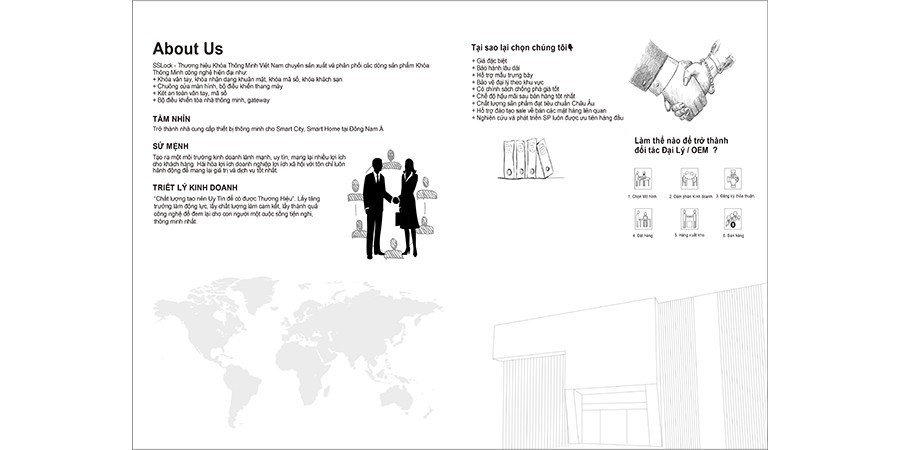 About Us
SSLock - Thương hiệu Khóa Thông Minh Việt Nam chuyên sản xuất và phân phối các dòng sản phẩm Khóa
Thông Minh công nghệ hiện đại như:
+ Khóa vân tay, khóa nhận dạng khuân mặt, khóa mã số, khóa khách sạn
+ Chuông cửa màn hình, bộ điều khiển thang máy
+ Két an toàn vân tay, mã số
+ Bộ điều khiển tòa nhà thông minh, gateway
TẦM NHÌN
Trở thành nhà cung cấp thiết bị thông minh cho Smart City, Smart Home tại Đông Nam Á
SỨ MỆNH
Tạo ra một môi trường kinh doanh lành mạnh, uy tín, mang lại nhiều lợi ích
cho khách hàng. Hài hòa lợi ích doanh nghiệp lợi ích xã hội với tôn chỉ luôn
hành động để mang lại giá trị và dịch vụ tốt nhất.
TRIẾT LÝ KINH DOANH
"Chất lượng tạo nên Uy Tín để có được Thương Hiệu". Lấy tăng
trưởng làm động lực, lấy chất lượng làm cam kết, lấy thành quả
công nghệ để đem lại cho con người một cuộc sống tiện nghi,
thông minh nhất.
Tại sao lại chọn chúng tôi
+ Giá đặc biệt
+ Bảo hành lâu dài
+ Hỗ trợ mẫu trưng bày
+ Bảo vệ đại lý theo khu vực
+ Có chính sách chống phá giá tốt
+ Chế độ hậu mãi sau bán hàng tốt nhất
+ Chất lượng sản phẩm đạt tiêu chuẩn Châu Âu
+ Hỗ trợ đào tạo sale về bán các mặt hàng liên quan
+ Nghiên cứu và phát triển SP luôn được ưu tiên hàng đầu
Làm thế nào để trở thành
đối tác Đại Lý / OEM ?
1. Chọn Mô hình.
2. Đàm phán Kinh doanh.
3. Đăng ký thỏa thuận.
4. Đặt hàng.
5. Hàng xuất kho.
6. Bán hàng.